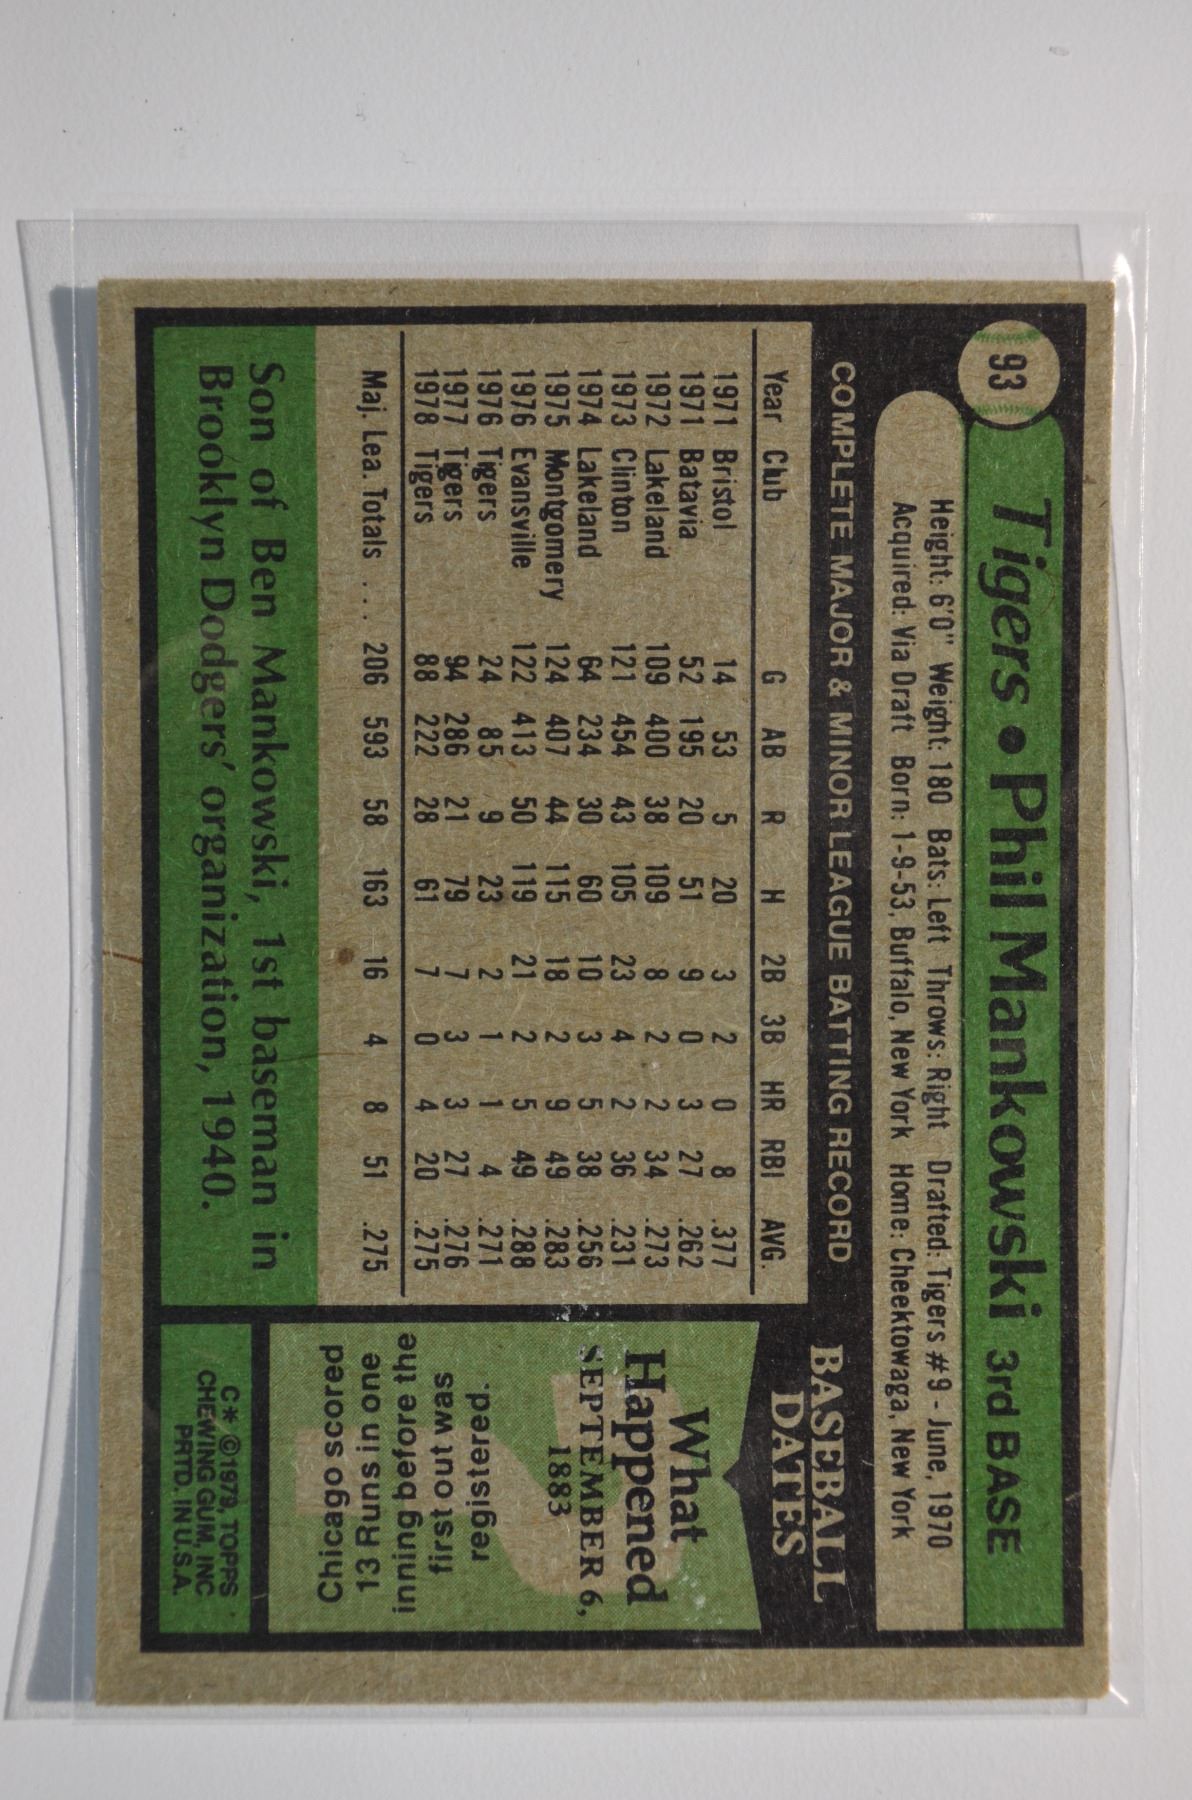 93
Tigers • Phil Mankowski 3rd BASE
Height: 6'0" Weight: 180 Bats: Left Throws: Right Drafted: Tigers #9 - June, 1970
Acquired: Via Draft Born: 1-9-53, Buffalo, New York Home: Cheektowaga, New York
COMPLETE MAJOR & MINOR LEAGUE BATTING RECORD
Year Club G AB R H 2B 3B HR RBI AVG.
1971 Bristol 14 53 5 20 3 2 0 8 .377
1971 Batavia 52 195 20 51 9 0 3 27 .262
1972 Lakeland 109 400 38 109 8 2 2 34 .273
1973 Clinton 121 454 43 105 23 4 2 36 .231
1974 Lakeland 64 234 30 60 10 3 5 38 .256
1975 Montgomery 124 407 44 115 18 2 9 49 .283
1976 Evansville 122 413 50 119 21 2 5 49 .288
1976 Tigers 24 85 9 23 2 1 1 4 .271
1977 Tigers 94 286 21 79 7 3 3 27 .276
1978 Tigers 88 222 28 61 7 0 4 20 .275
Maj. Lea. Totals . . . 206 593 58 163 16 4 8 51 .275
Son of Ben Mankowski, 1st baseman in
Brooklyn Dodgers' organization, 1940.
BASEBALL
DATES
What
Happened
SEPTEMBER 6,
1883
Chicago scored
13 Runs in one
inning before the
first out was
registered.
C* ©1979, TOPPS
CHEWING GUM, INC
PRTD. IN U.S.A.